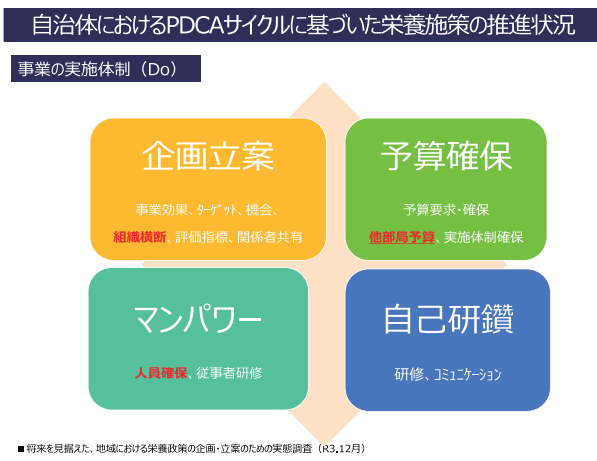 自治体におけるPDCAサイクルに基づいた栄養施策の推進状況
事業の実施体制（Do）
企画立案
事業効果、ﾀｰｹﾞｯﾄ、機会、
組織横断、評価指標、関係者共有
予算確保
予算要求・確保
他部局予算、実施体制確保
マンパワー
人員確保、従事者研修
自己研鑽
研修、ｺﾐｭﾆｹｰｼｮﾝ
■将来を見据えた、地域における栄養政策の企画・立案のための実態調査（R3.12月）